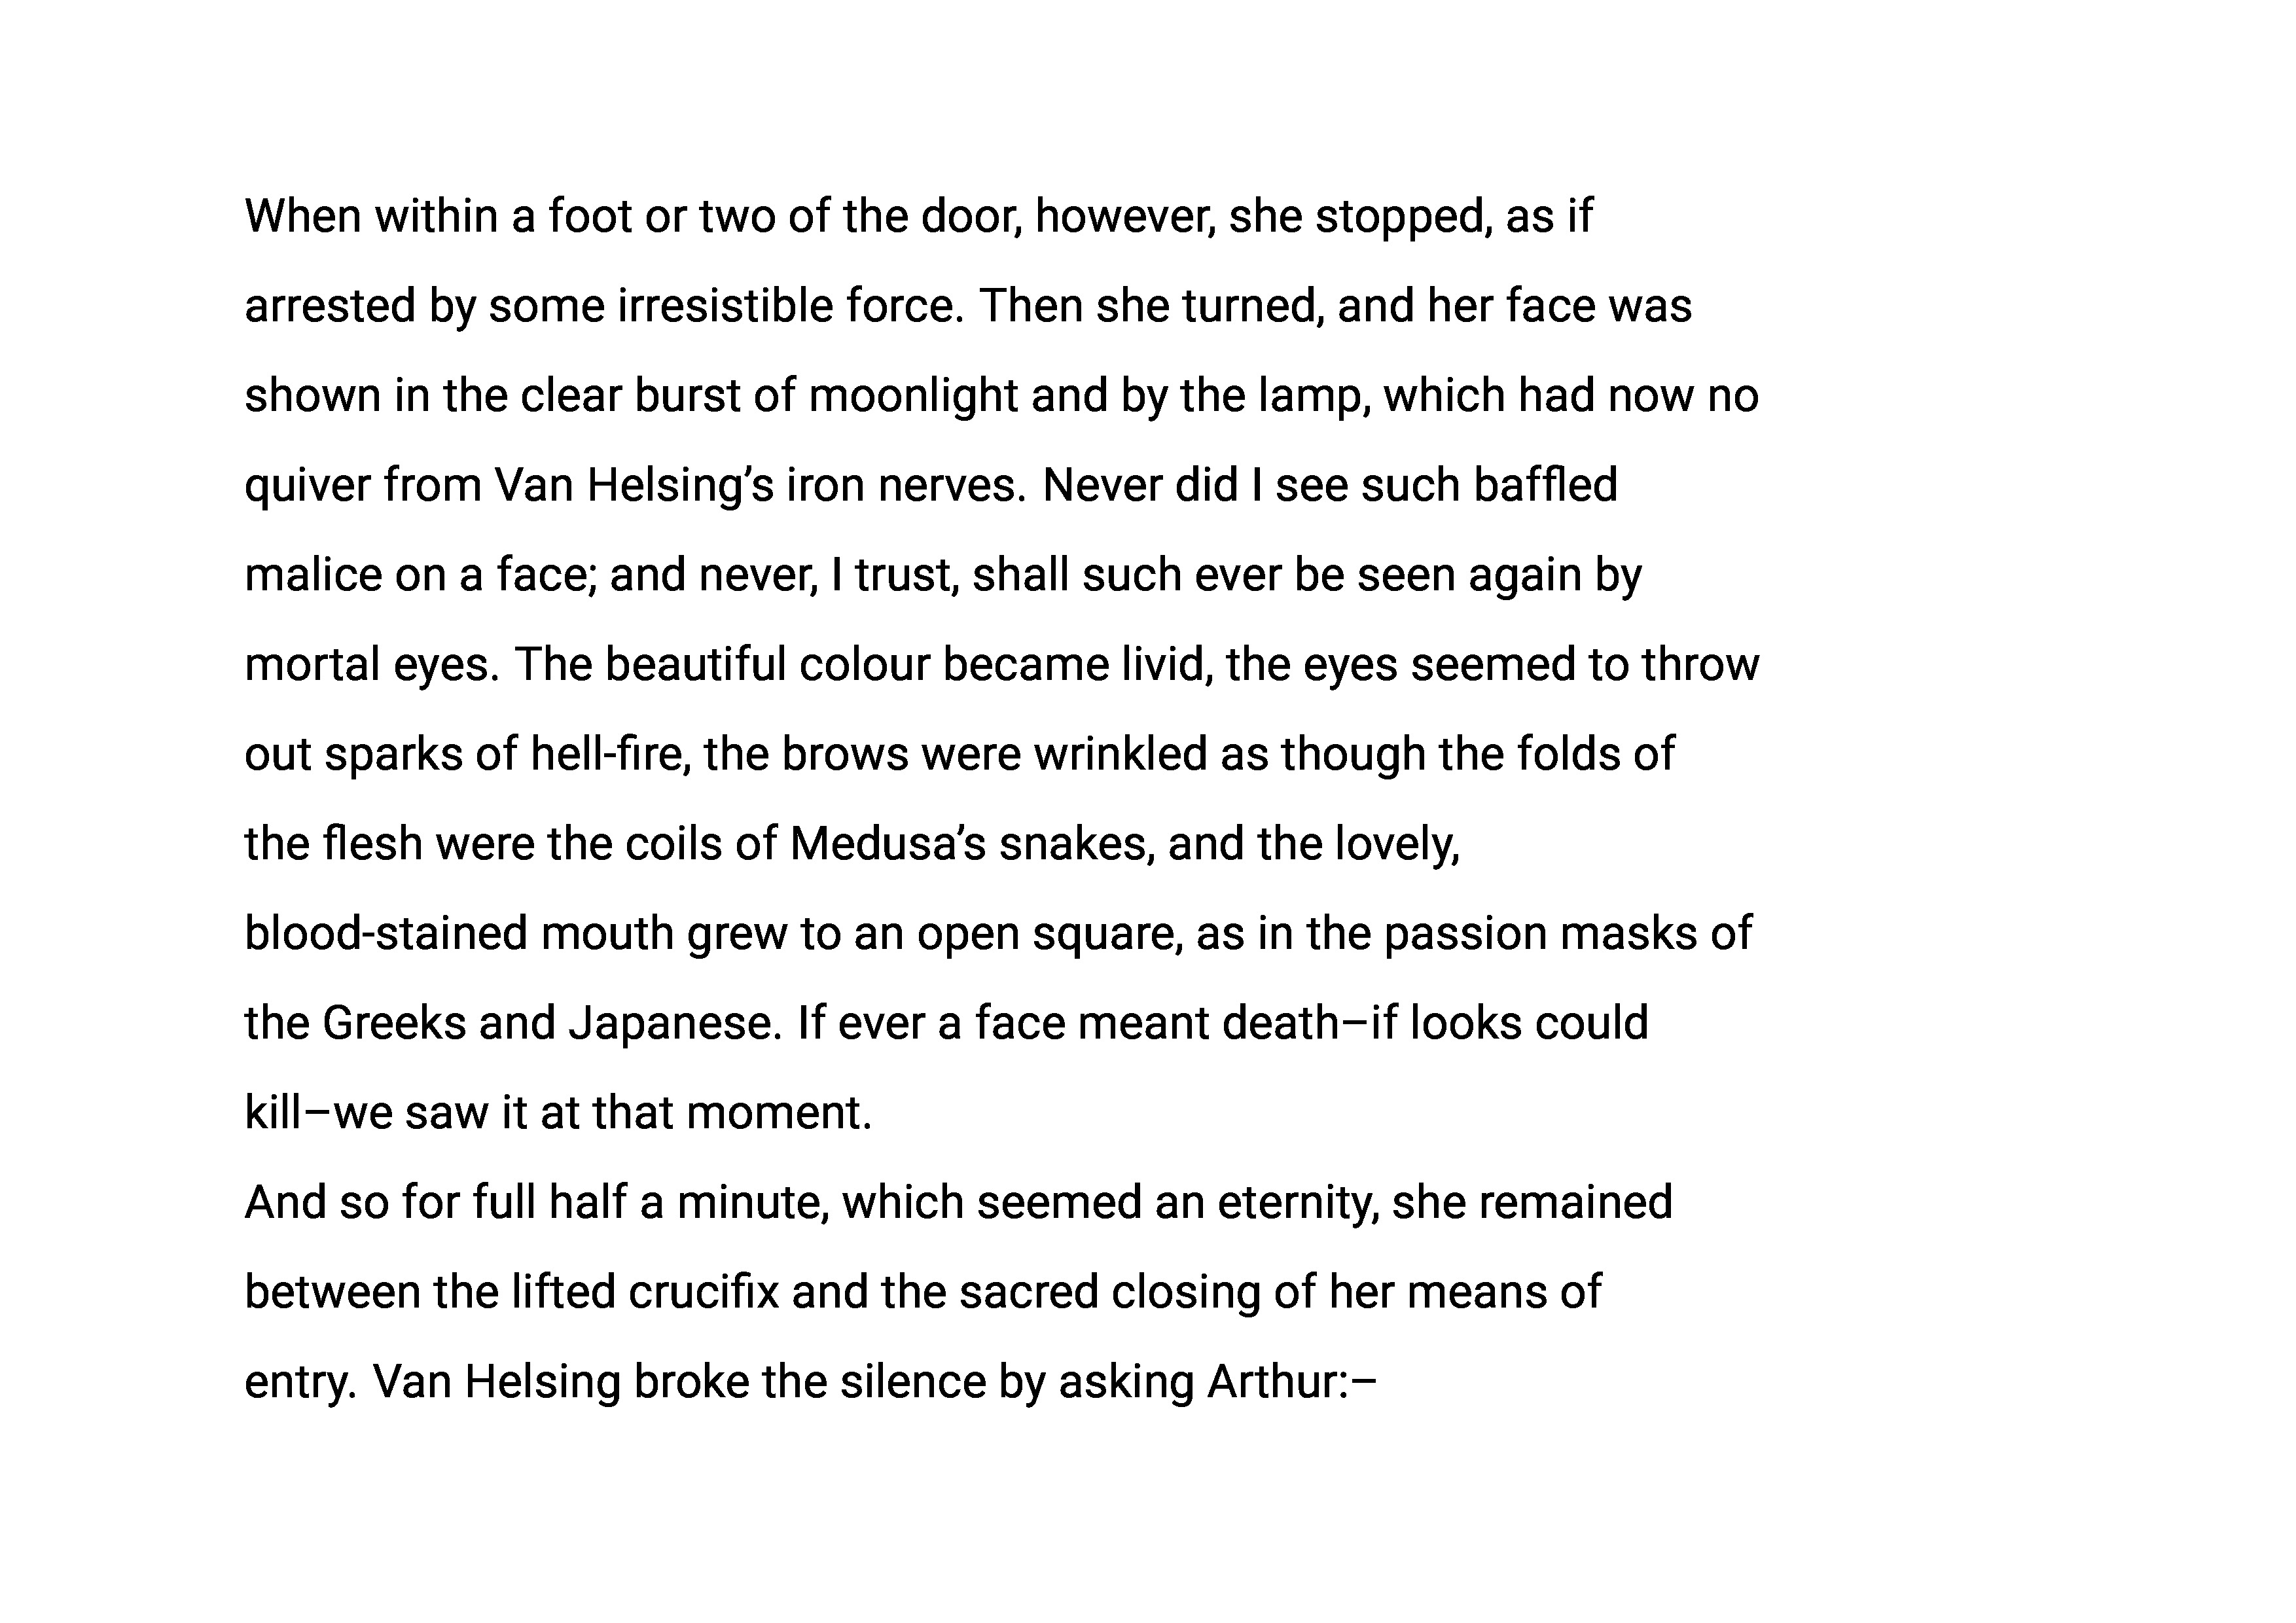 When within a foot or two of the door, however, she stopped, as if
arrested by some irresistible force. Then she turned, and her face was
shown in the clear burst of moonlight and by the lamp, which had now no
quiver from Van Helsing’s iron nerves. Never did I see such baffled
malice on a face; and never, I trust, shall such ever be seen again by
mortal eyes. The beautiful colour became livid, the eyes seemed to throw
out sparks of hell-fire, the brows were wrinkled as though the folds of
the flesh were the coils of Medusa’s snakes, and the lovely,
blood-stained mouth grew to an open square, as in the passion masks of
the Greeks and Japanese. If ever a face meant death–if looks could
kill–we saw it at that moment.
And so for full half a minute, which seemed an eternity, she remained
between the lifted crucifix and the sacred closing of her means of
entry. Van Helsing broke the silence by asking Arthur:–